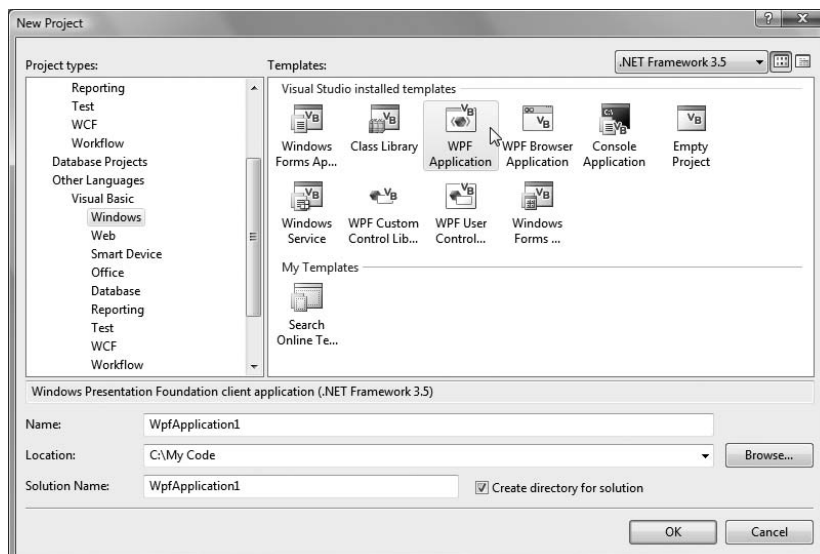 New Project
Project types:
Templates:
.NET Framework 3.5
Reporting
Test
WCF
Workflow
Database Projects
Other Languages
Visual Basic
Windows
Web
Smart Device
Office
Database
Reporting
Test
WCF
Workflow
Visual Studio installed templates
Windows Forms Ap...
Class Library
WPF Application
WPF Browser Application
Console Application
Empty Project
Windows Service
WPF Custom Control Lib...
WPF User Control...
Windows Forms ...
My Templates
Search Online Te...
Windows Presentation Foundation client application (.NET Framework 3.5)
Name:
WpfApplication1
Location:
C:\My Code
Browse...
Solution Name:
WpfApplication1
Create directory for solution
OK
Cancel